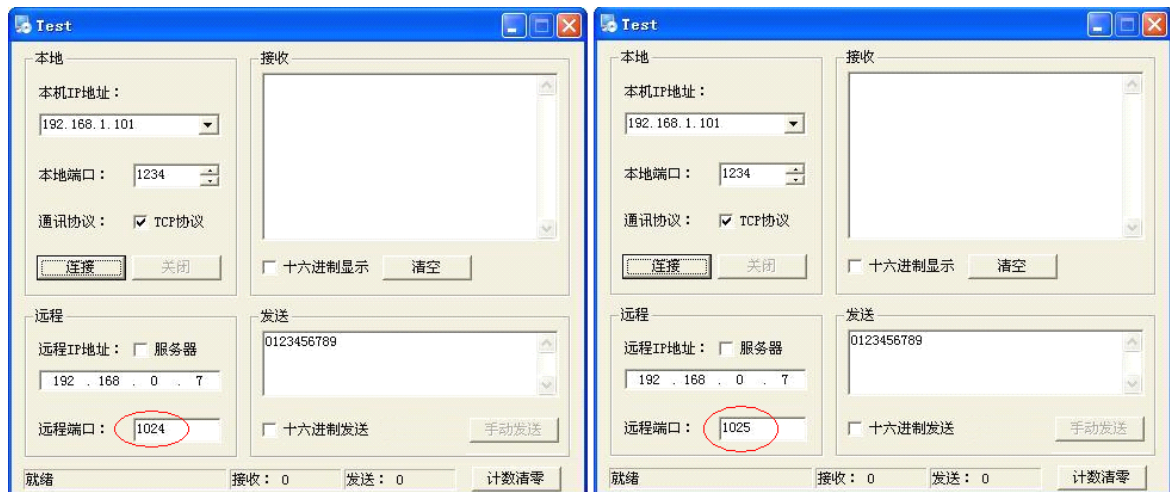 Test
本地
本机IP地址：
192.168.1.101
本地端口： 1234
通讯协议： TCP协议
连接 关闭
接收
十六进制显示 清空
远程
远程IP地址： 服务器
192 . 168 . 0 . 7
远程端口： 1024
发送
0123456789
十六进制发送 手动发送
就绪 接收： 0 发送： 0 计数清零
Test
本地
本机IP地址：
192.168.1.101
本地端口： 1234
通讯协议： TCP协议
连接 关闭
接收
十六进制显示 清空
远程
远程IP地址： 服务器
192 . 168 . 0 . 7
远程端口： 1025
发送
0123456789
十六进制发送 手动发送
就绪 接收： 0 发送： 0 计数清零